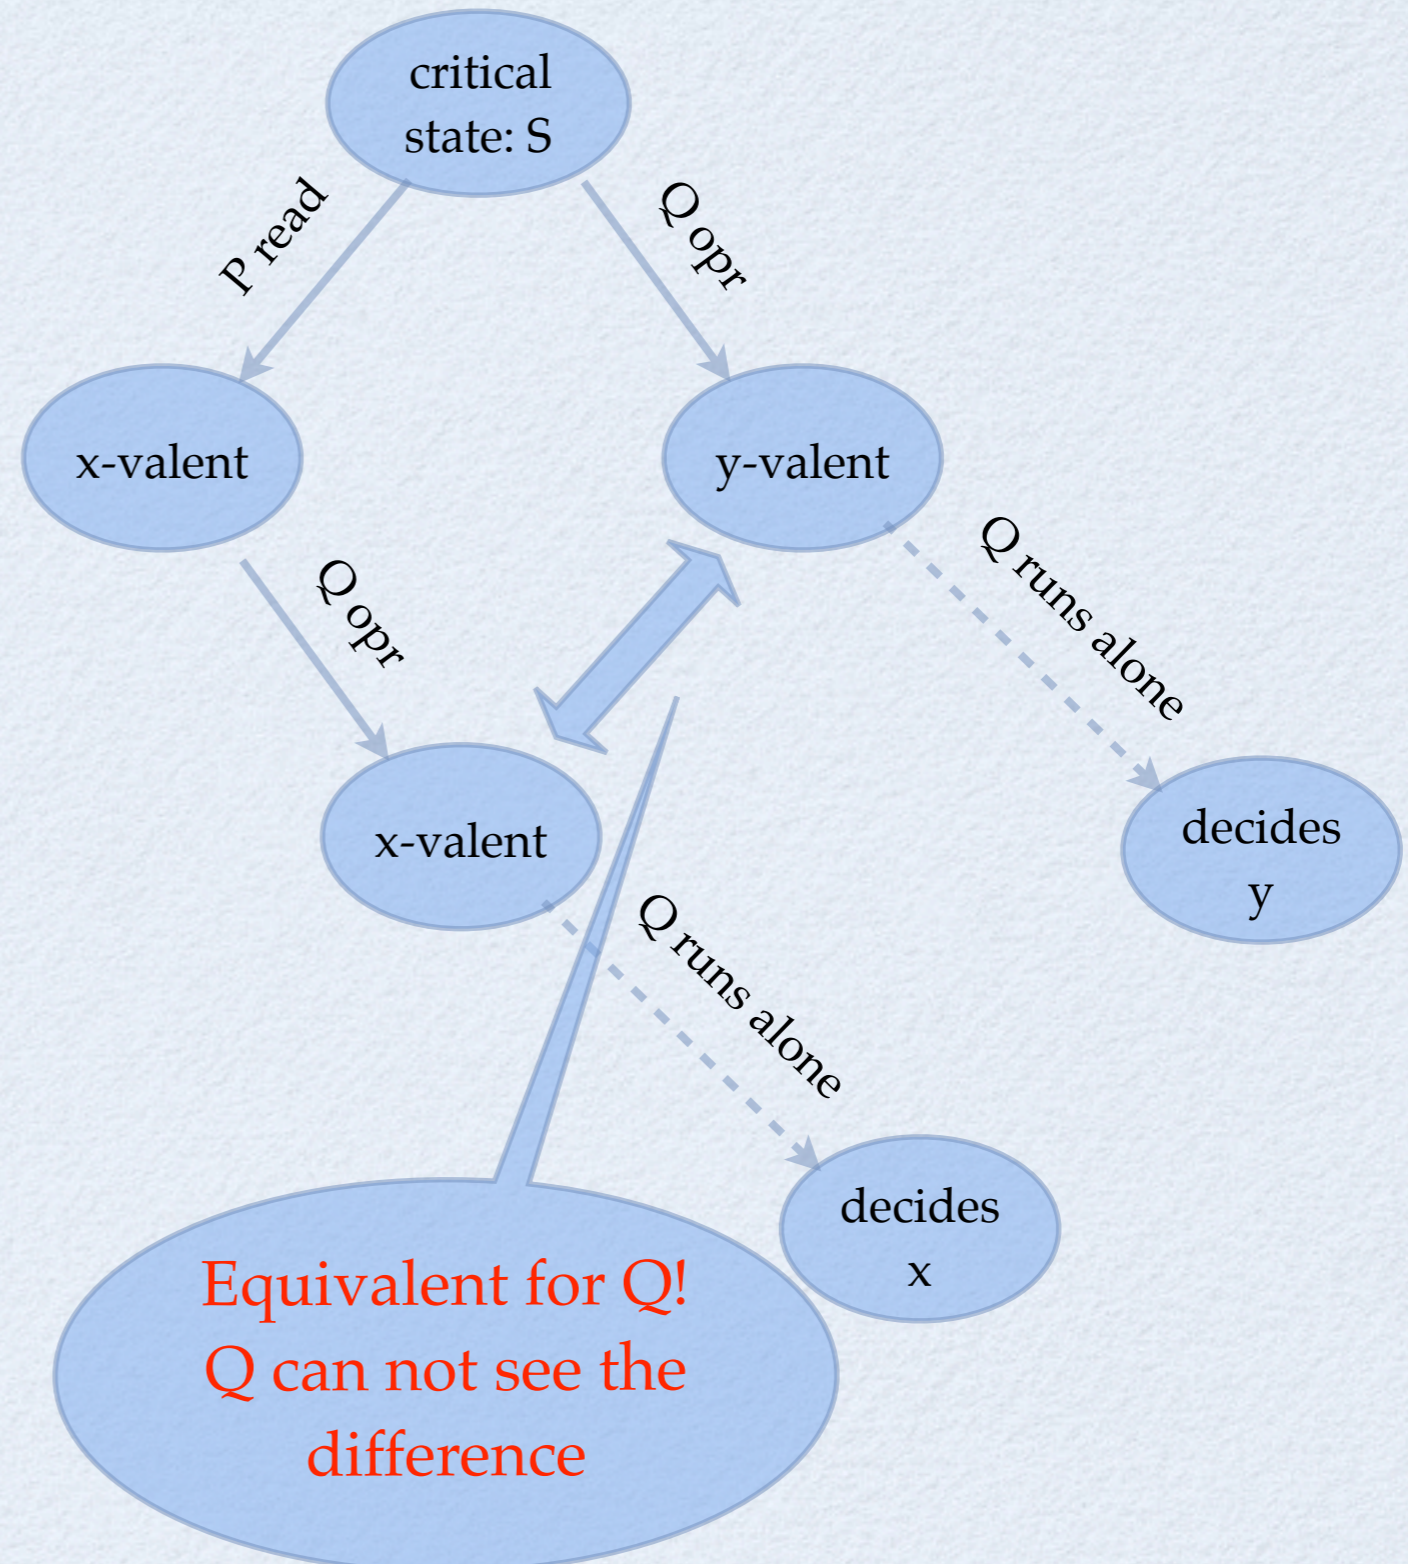 critical
state: S
P read
Q opr
x-valent
y-valent
Q opr
Q runs alone
x-valent
decides
y
Q runs alone
decides
x
Equivalent for Q!
Q can not see the
difference